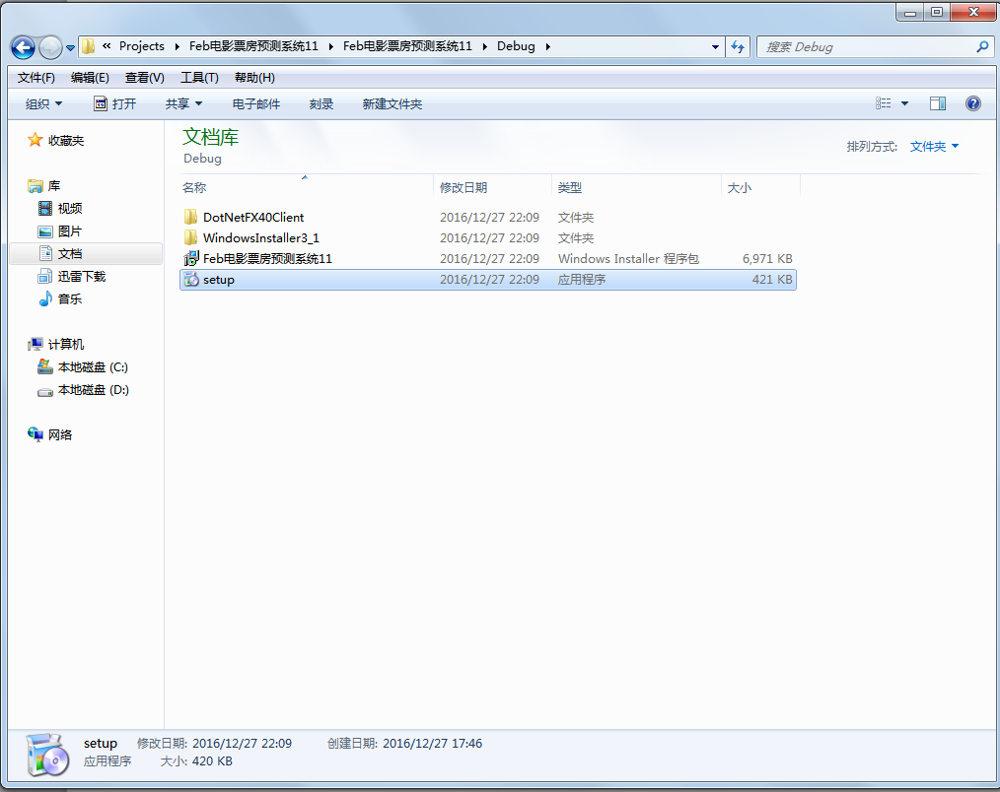 « Projects Feb电影票房预测系统11 Feb电影票房预测系统11 Debug 搜索 Debug
文件(F) 编辑(E) 查看(V) 工具(T) 帮助(H)
组织 打开 共享 电子邮件 刻录 新建文件夹
收藏夹
库
视频
图片
文档
迅雷下载
音乐
计算机
本地磁盘 (C:)
本地磁盘 (D:)
网络
文档库
Debug
排列方式: 文件夹
名称 修改日期 类型 大小
DotNetFX40Client 2016/12/27 22:09 文件夹
WindowsInstaller3_1 2016/12/27 22:09 文件夹
Feb电影票房预测系统11 2016/12/27 22:09 Windows Installer 程序包 6,971 KB
setup 2016/12/27 22:09 应用程序 421 KB
setup 修改日期: 2016/12/27 22:09 创建日期: 2016/12/27 17:46
应用程序 大小: 420 KB